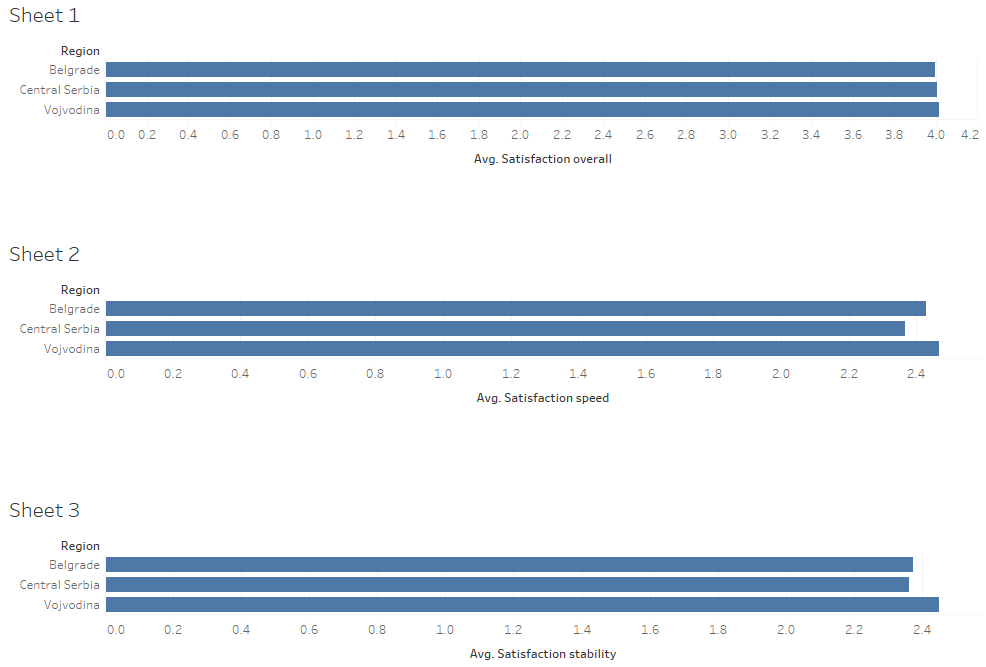 Sheet 1
Region
Belgrade
Central Serbia
Vojvodina
0.0 0.2 0.4 0.6 0.8 1.0 1.2 1.4 1.6 1.8 2.0 2.2 2.4 2.6 2.8 3.0 3.2 3.4 3.6 3.8 4.0 4.2
Avg. Satisfaction overall
Sheet 2
Region
Belgrade
Central Serbia
Vojvodina
0.0 0.2 0.4 0.6 0.8 1.0 1.2 1.4 1.6 1.8 2.0 2.2 2.4
Avg. Satisfaction speed
Sheet 3
Region
Belgrade
Central Serbia
Vojvodina
0.0 0.2 0.4 0.6 0.8 1.0 1.2 1.4 1.6 1.8 2.0 2.2 2.4
Avg. Satisfaction stability